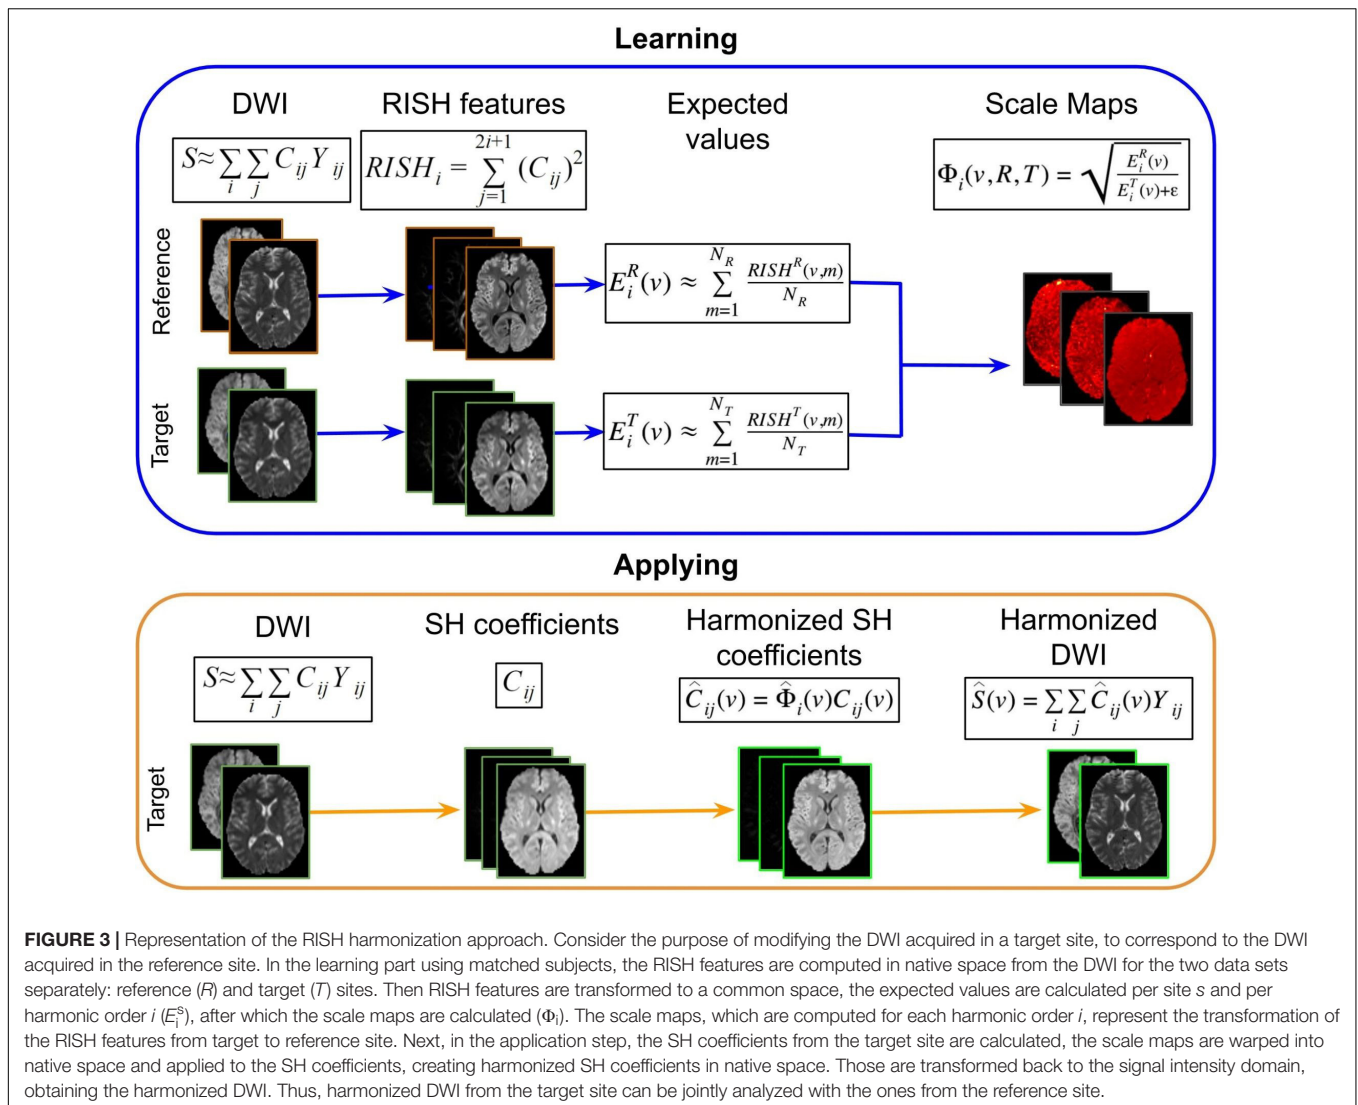 Learning
DWI
RISH features
Expected
values
Scale Maps
S≈∑i ∑j C_ij Y_ij
RISH_i = ∑_{j=1}^{2i+1} (C_ij)^2
Φ_i(v,R,T) = √(E_i^R(v) / (E_i^T(v)+ε))
Reference
E_i^R(v) ≈ ∑_{m=1}^{N_R} RISH^R(v,m) / N_R
Target
E_i^T(v) ≈ ∑_{m=1}^{N_T} RISH^T(v,m) / N_T
Applying
DWI
SH coefficients
Harmonized SH
coefficients
Harmonized
DWI
S≈∑i ∑j C_ij Y_ij
C_ij
Ĉ_ij(v) = Φ̂_i(v)C_ij(v)
Ŝ(v) = ∑i ∑j Ĉ_ij(v)Y_ij
Target
FIGURE 3 | Representation of the RISH harmonization approach. Consider the purpose of modifying the DWI acquired in a target site, to correspond to the DWI
acquired in the reference site. In the learning part using matched subjects, the RISH features are computed in native space from the DWI for the two data sets
separately: reference (R) and target (T) sites. Then RISH features are transformed to a common space, the expected values are calculated per site s and per
harmonic order i (E_i^s), after which the scale maps are calculated (Φ_i). The scale maps, which are computed for each harmonic order i, represent the transformation of
the RISH features from target to reference site. Next, in the application step, the SH coefficients from the target site are calculated, the scale maps are warped into
native space and applied to the SH coefficients, creating harmonized SH coefficients in native space. Those are transformed back to the signal intensity domain,
obtaining the harmonized DWI. Thus, harmonized DWI from the target site can be jointly analyzed with the ones from the reference site.